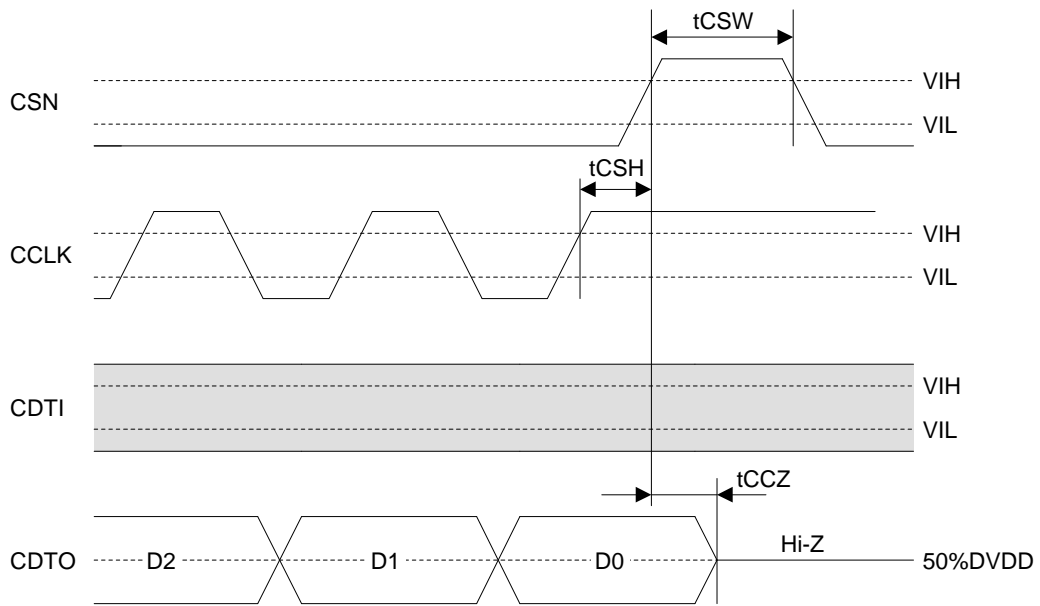 tCSW
CSN
VIH
VIL
tCSH
CCLK
VIH
VIL
CDTI
VIH
VIL
tCCZ
CDTO
D2
D1
D0
Hi-Z
50%DVDD